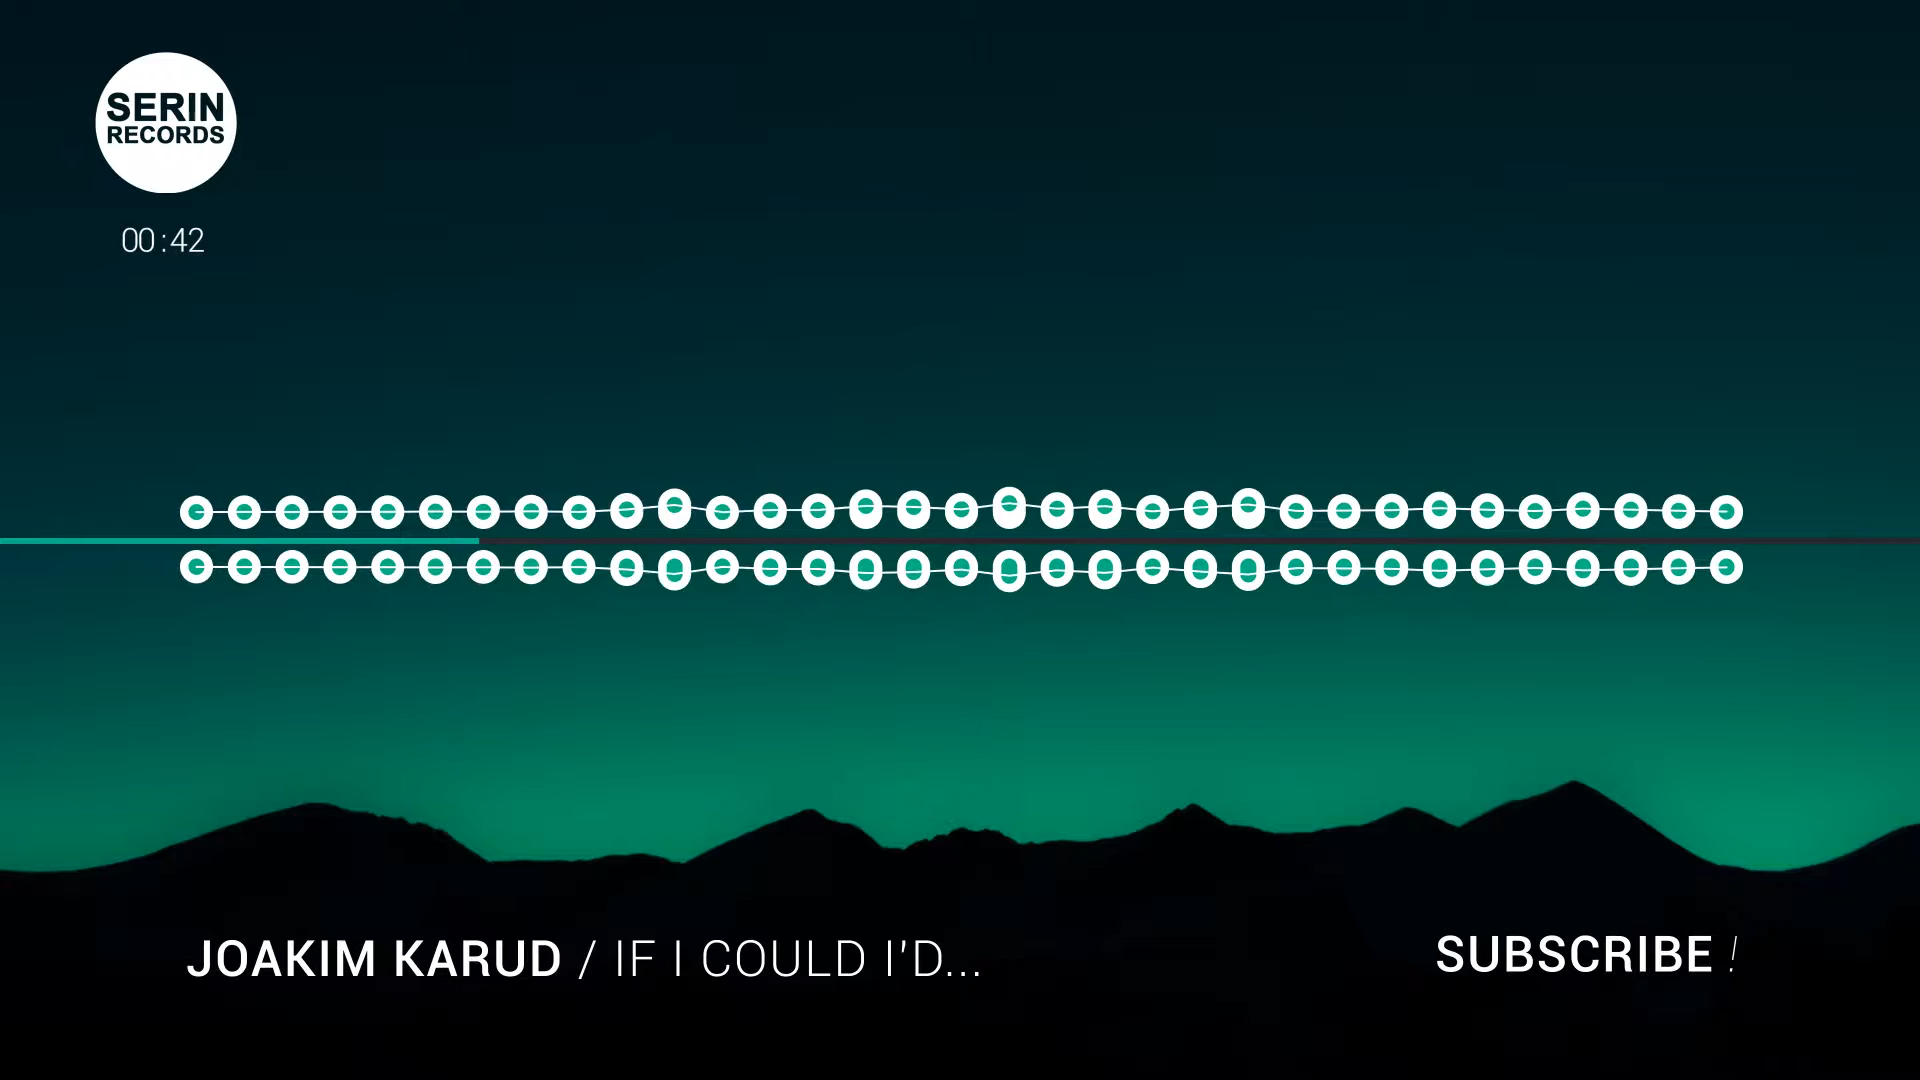 SERIN
RECORDS
00:42
JOAKIM KARUD / IF I COULD I'D...
SUBSCRIBE !